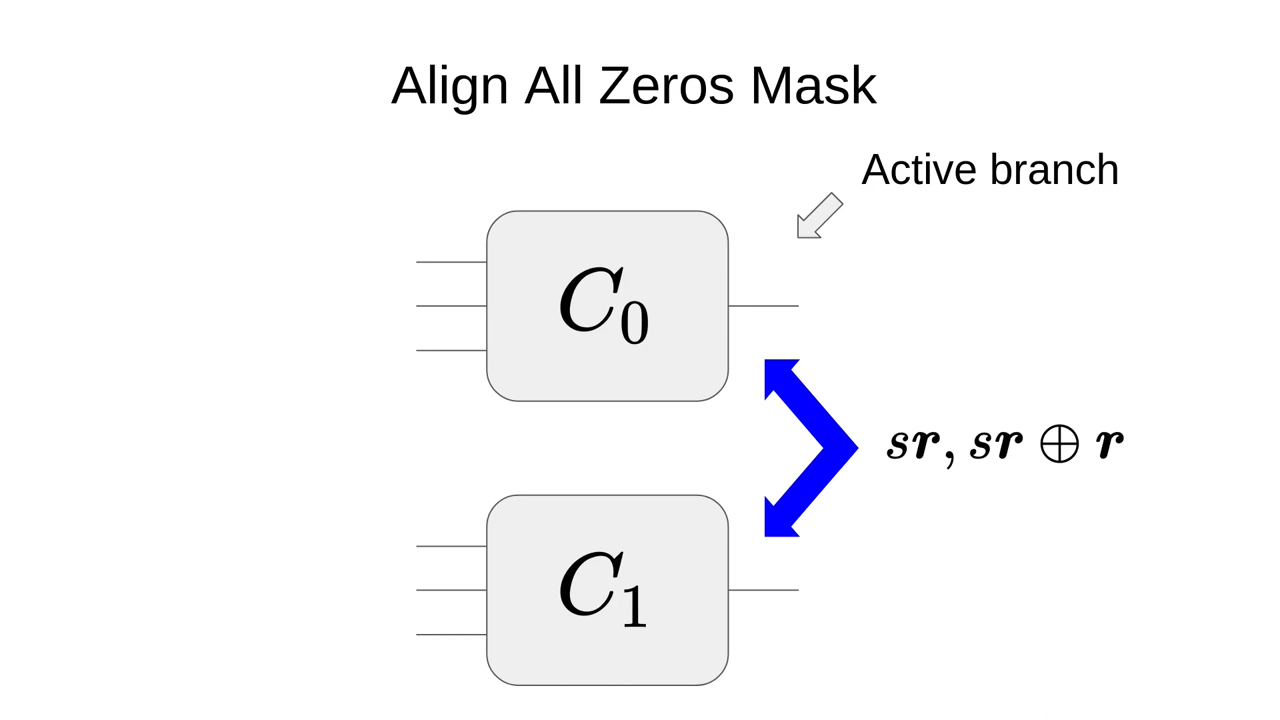 Align All Zeros Mask
Active branch
C₀
sr, sr ⊕ r
C₁